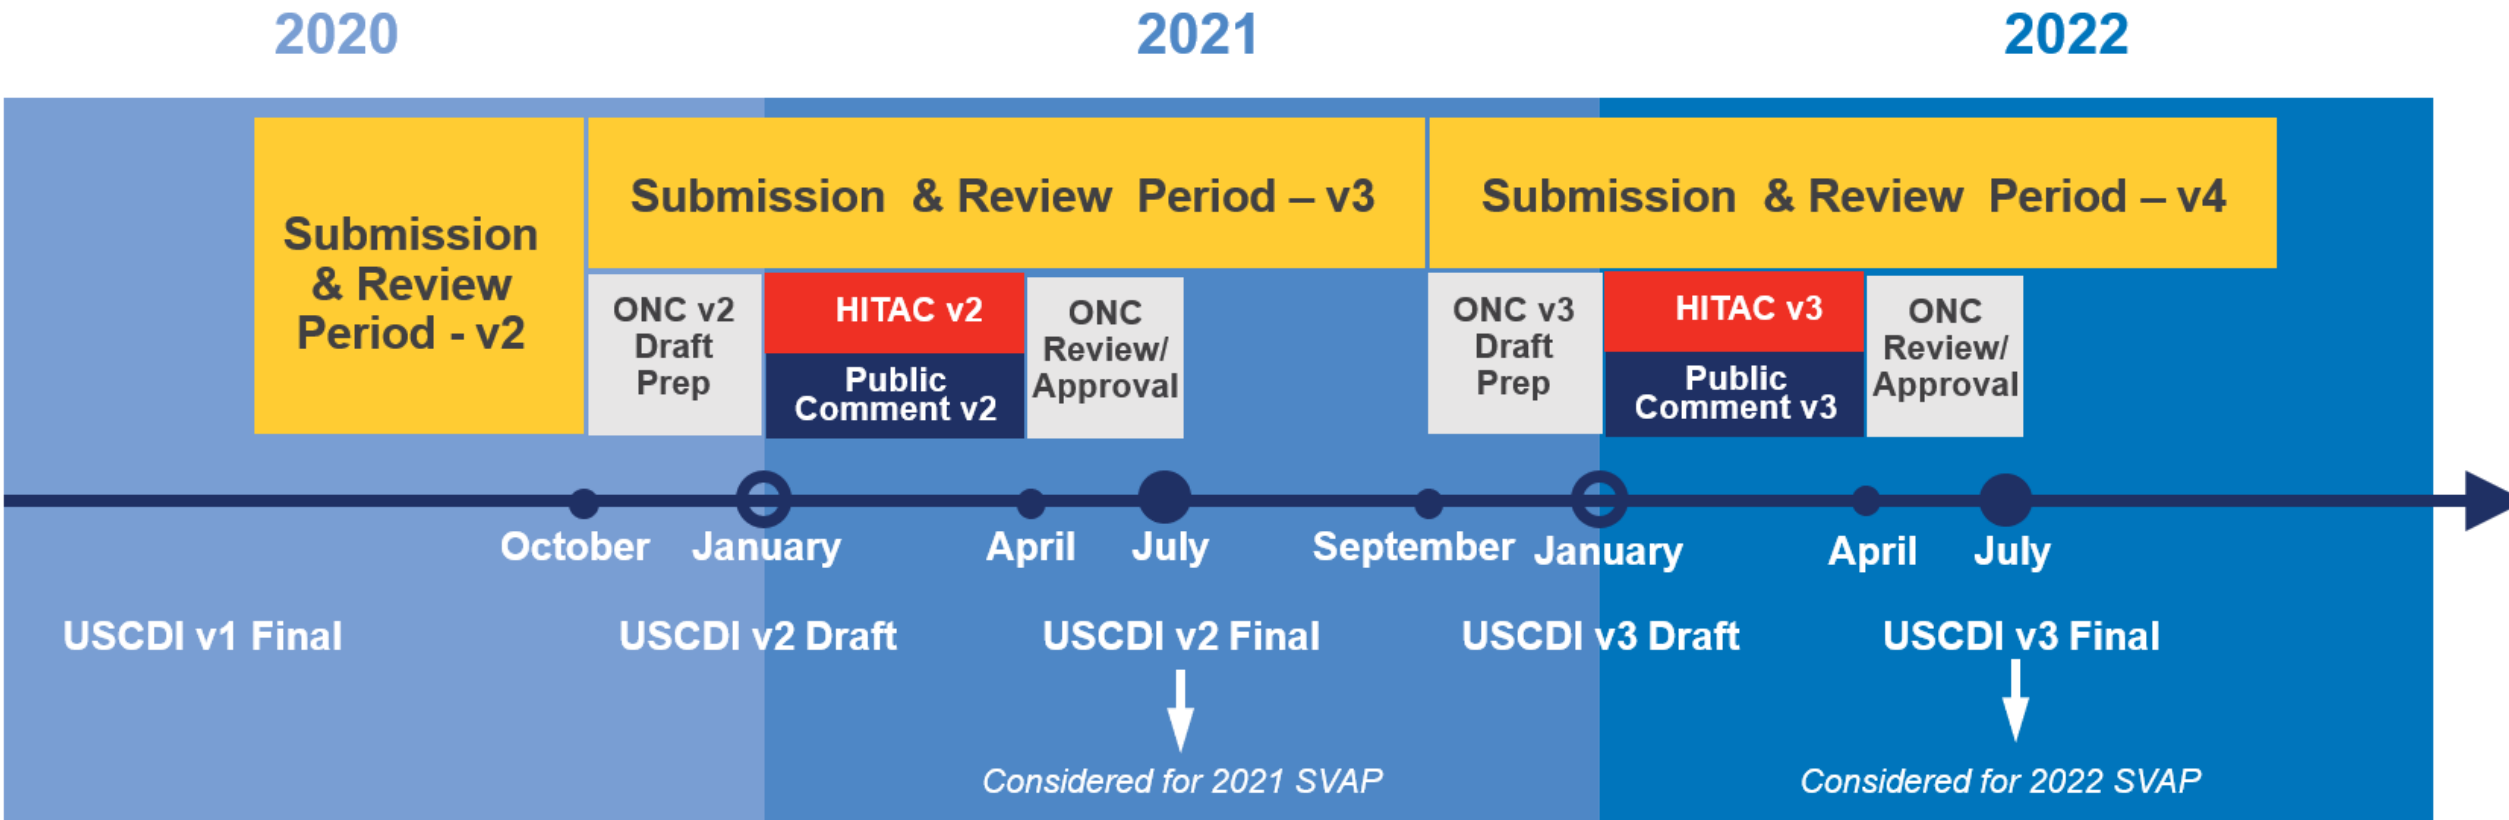 2020
2021
2022
Submission
& Review
Period - v2
Submission & Review Period – v3
Submission & Review Period – v4
ONC v2
Draft
Prep
HITAC v2
Public
Comment v2
ONC
Review/
Approval
ONC v3
Draft
Prep
HITAC v3
Public
Comment v3
ONC
Review/
Approval
October
January
April
July
September
January
April
July
USCDI v1 Final
USCDI v2 Draft
USCDI v2 Final
USCDI v3 Draft
USCDI v3 Final
Considered for 2021 SVAP
Considered for 2022 SVAP